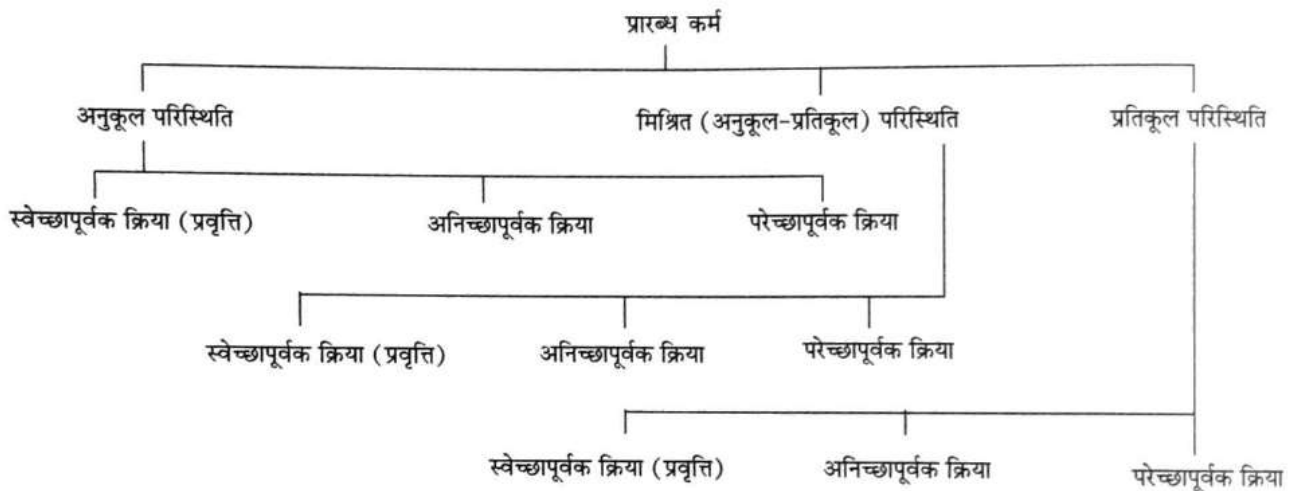 प्रारब्ध कर्म
अनुकूल परिस्थिति मिश्रित (अनुकूल-प्रतिकूल) परिस्थिति प्रतिकूल परिस्थिति
स्वेच्छापूर्वक क्रिया (प्रवृत्ति) अनिच्छापूर्वक क्रिया परेच्छापूर्वक क्रिया
स्वेच्छापूर्वक क्रिया (प्रवृत्ति) अनिच्छापूर्वक क्रिया परेच्छापूर्वक क्रिया
स्वेच्छापूर्वक क्रिया (प्रवृत्ति) अनिच्छापूर्वक क्रिया परेच्छापूर्वक क्रिया